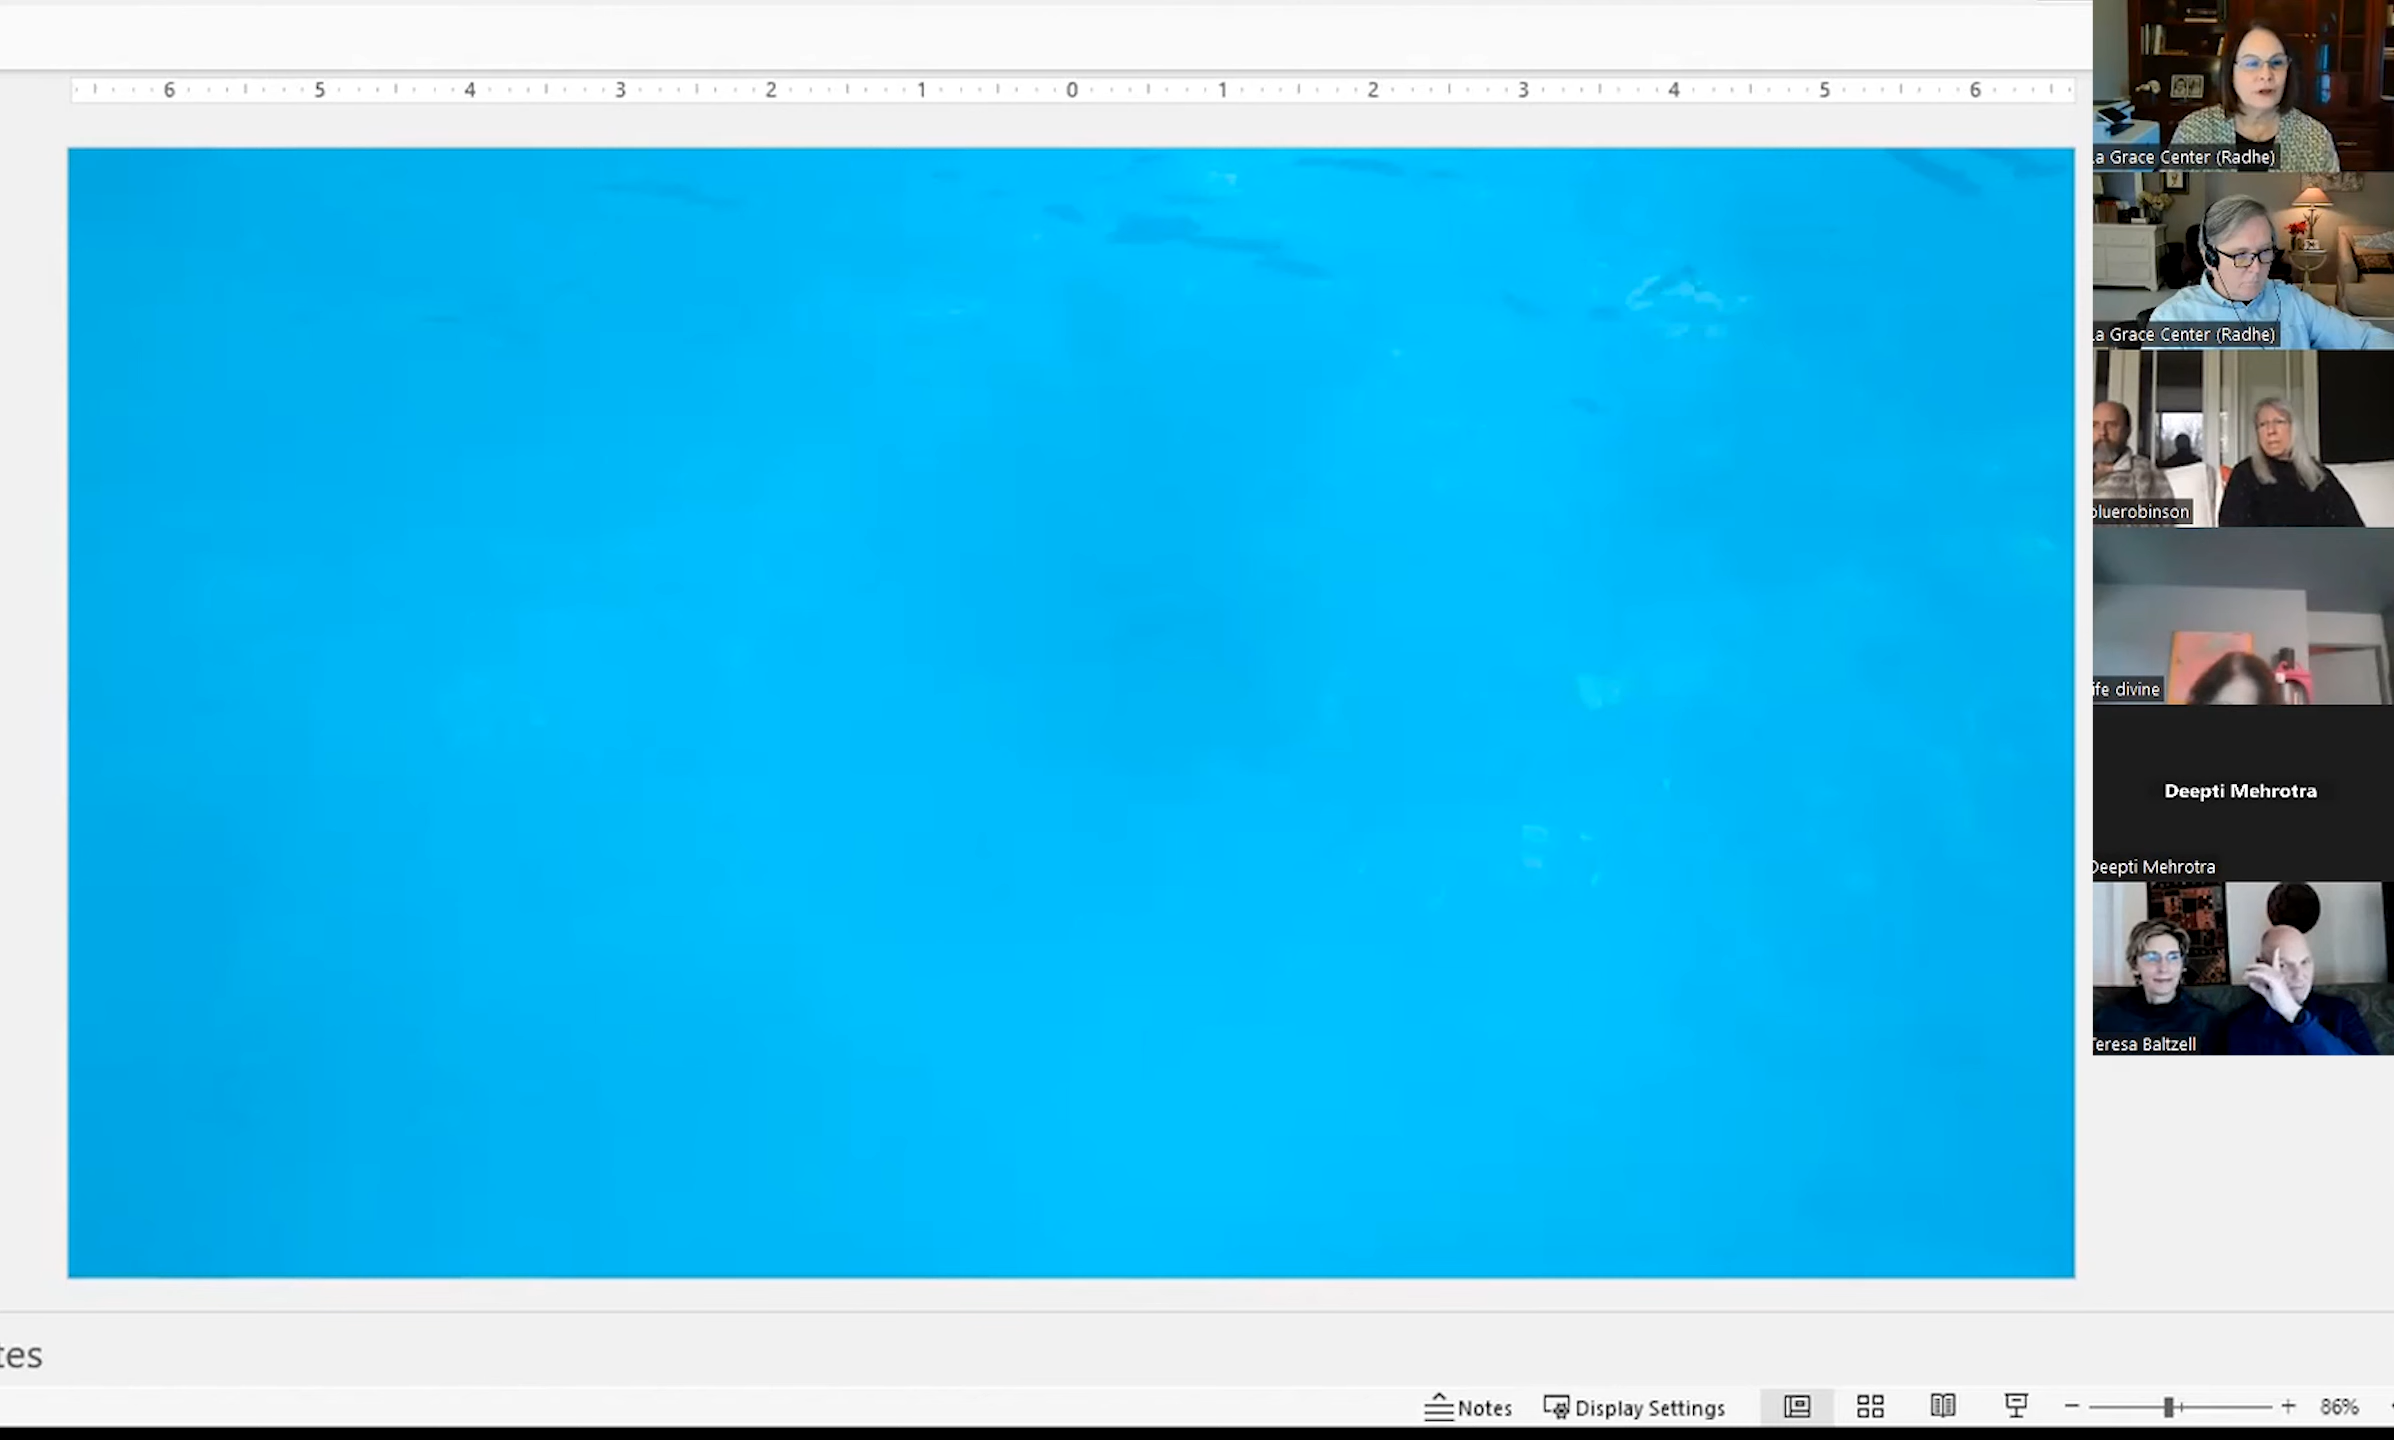 6 5 4 3 2 1 0 1 2 3 4 5 6
a Grace Center (Radhe)
a Grace Center (Radhe)
bluerobinson
ife divine
Deepti Mehrotra
Deepti Mehrotra
Teresa Baltzell
tes
Notes Display Settings 86%